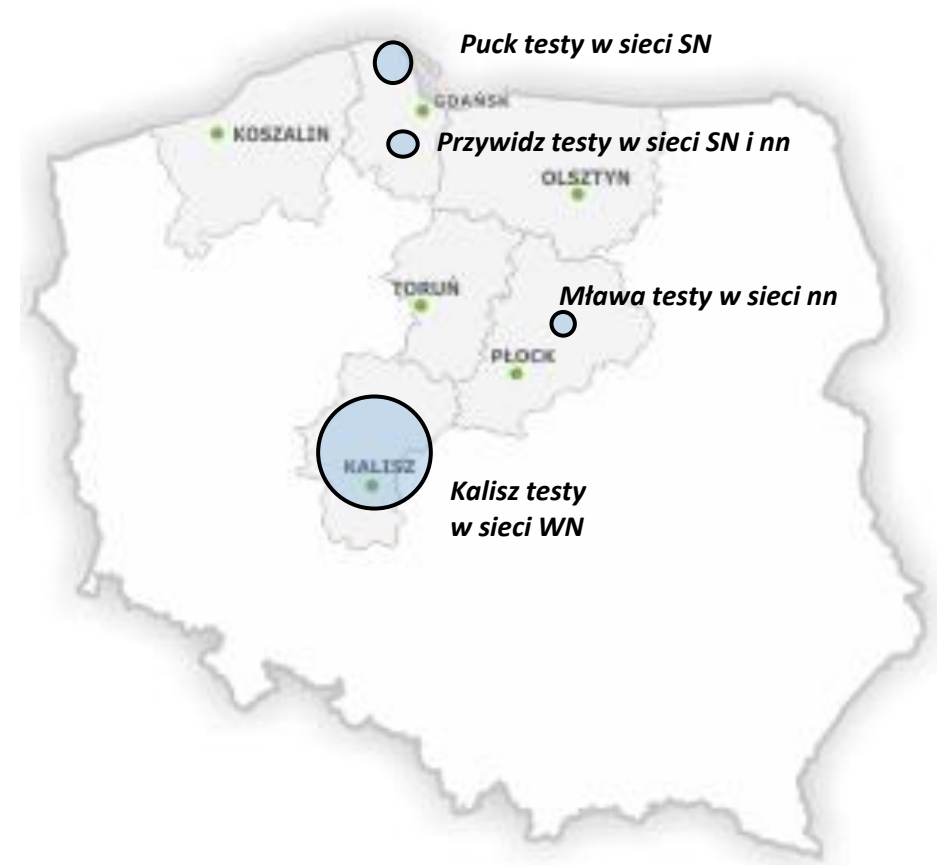 Puck testy w sieci SN
GDAŃSK
KOSZALIN
Przywidz testy w sieci SN i nn
OLSZTYN
TORUŃ
Mława testy w sieci nn
PŁOCK
KALISZ
Kalisz testy
w sieci WN